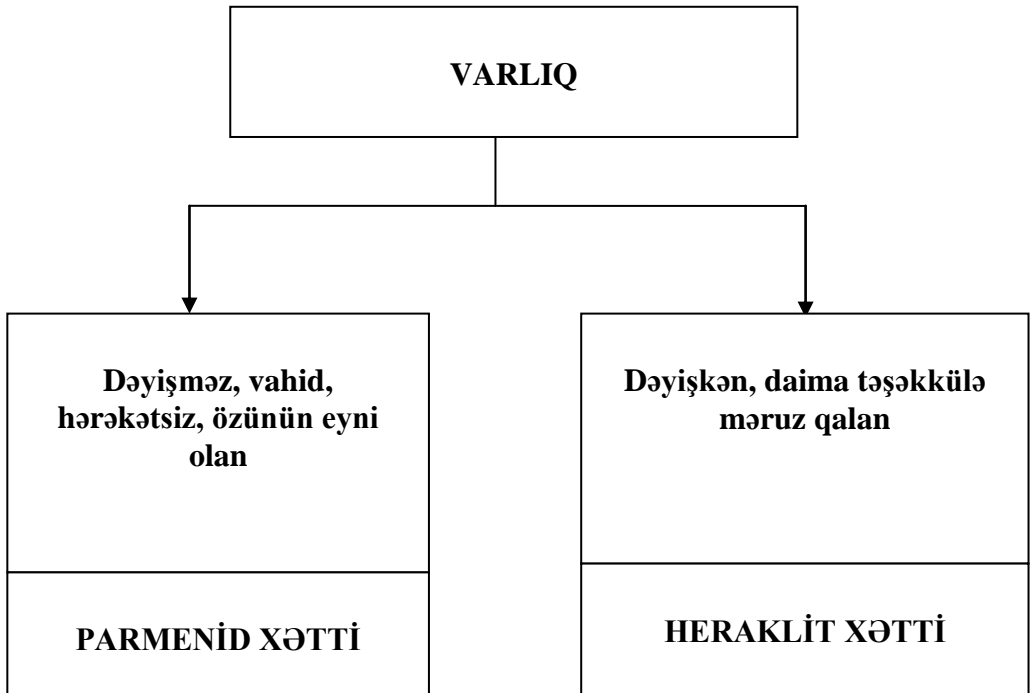 VARLIQ
Dəyişməz, vahid,
hərəkətsiz, özünün eyni
olan
Dəyişkən, daima təşəkkülə
məruz qalan
PARMENİD XƏTTİ
HERAKLİT XƏTTİ